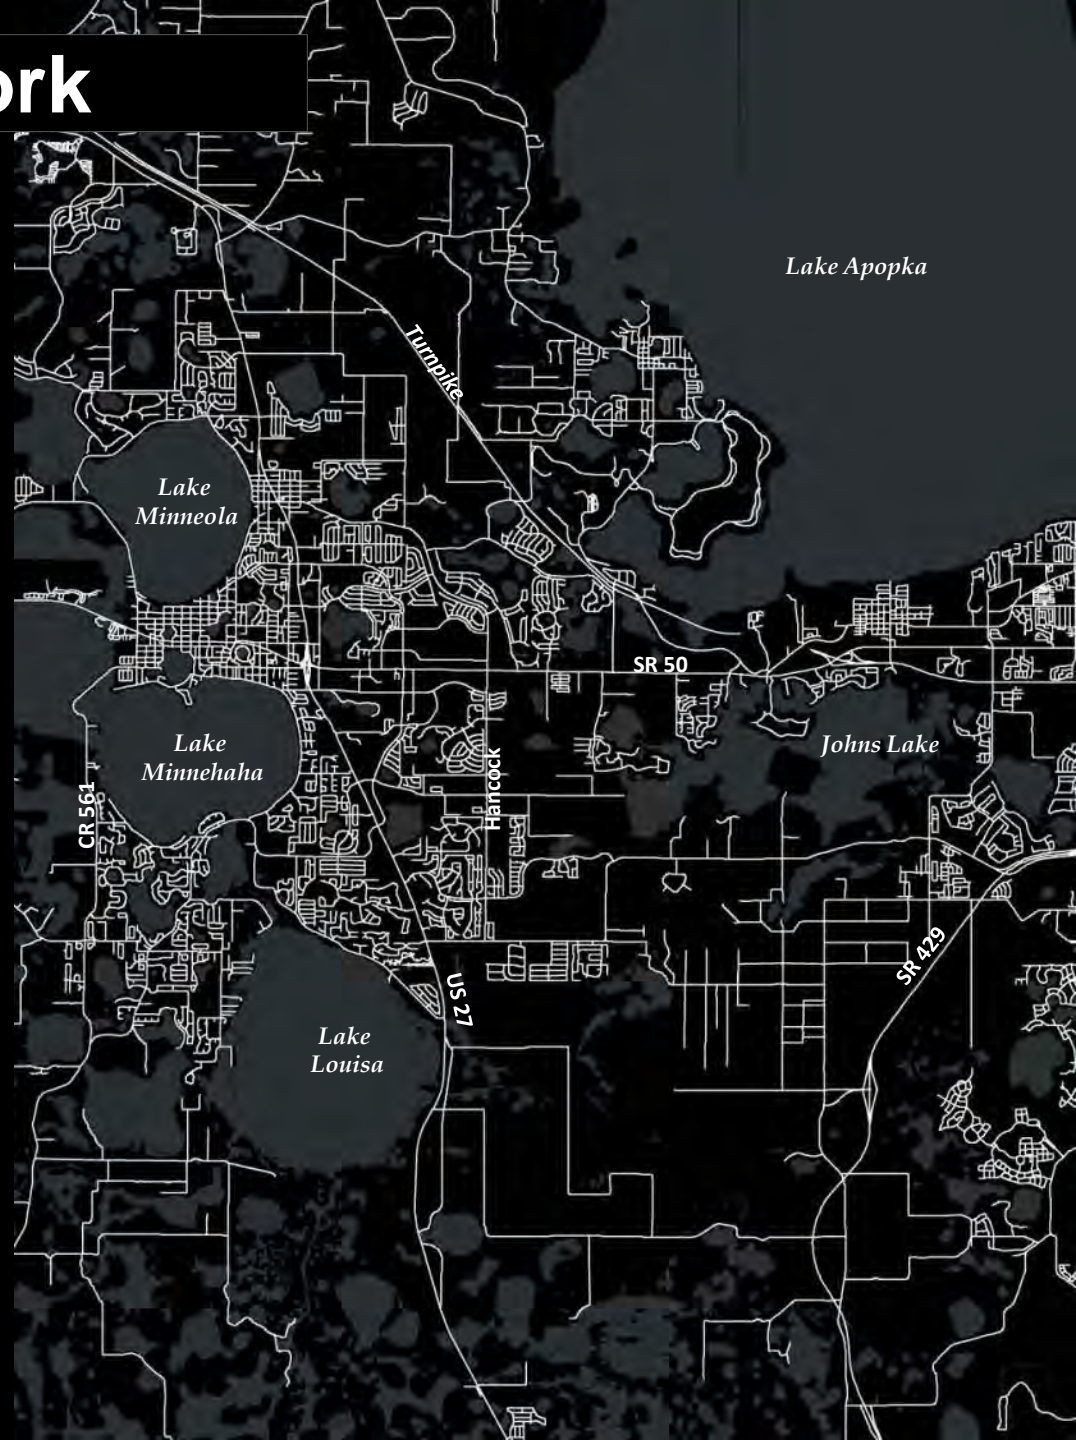 ork
Lake Apopka
Turnpike
Lake
Minneola
SR 50
Lake
Minnehaha
Johns Lake
Hancock
CR 561
SR 429
US 27
Lake
Louisa